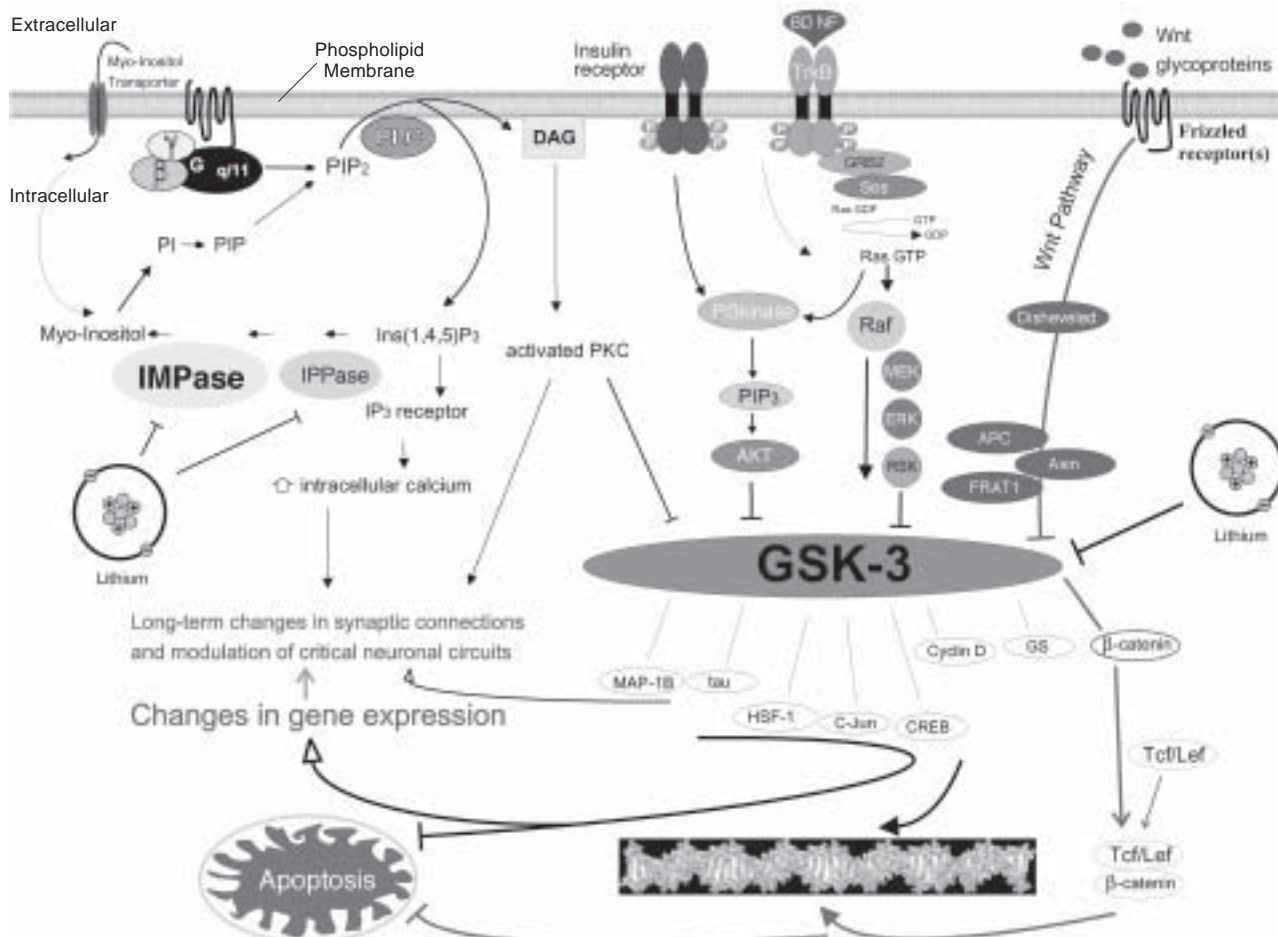 Extracellular
Myo-Inositol
Transporter
Phospholipid
Membrane
Insulin
receptor
BDNF
TrkB
Wnt
glycoproteins
PLC
DAG
G q/11
PIP2
GRB2
Sos
Ras GDP
GTP
GDP
Ras GTP
Frizzled
receptor(s)
Intracellular
PI
PIP
Wnt Pathway
Myo-Inositol
Ins(1,4,5)P3
activated PKC
PI3kinase
Raf
Disheveled
IMPase
IPPase
IP3 receptor
PIP3
MEK
ERK
RSK
AKT
APC
Axin
FRAT1
intracellular calcium
Lithium
Lithium
GSK-3
Long-term changes in synaptic connections
and modulation of critical neuronal circuits
MAP-1B
tau
HSF-1
C-Jun
CREB
Cyclin D
GS
β-catenin
Changes in gene expression
Tcf/Lef
Tcf/Lef
β-catenin
Apoptosis